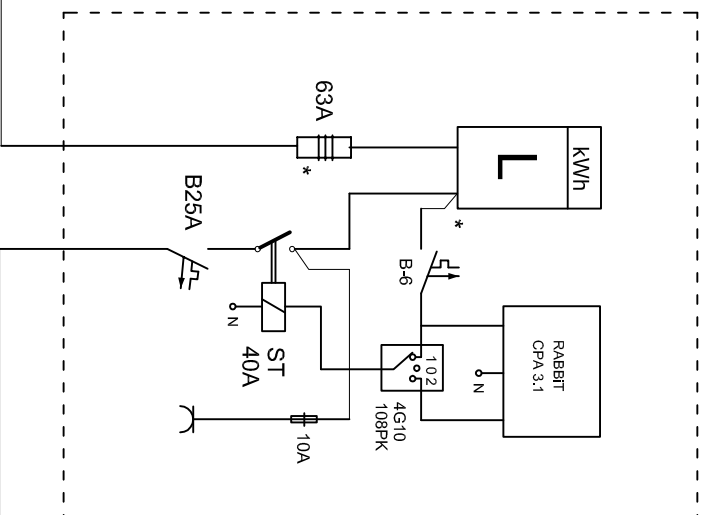 63A
*
kWh
L
*
B25A
B-6
N
ST
40A
1 0 2
4G10
108PK
N
RABBiT
CPA 3.1
10A